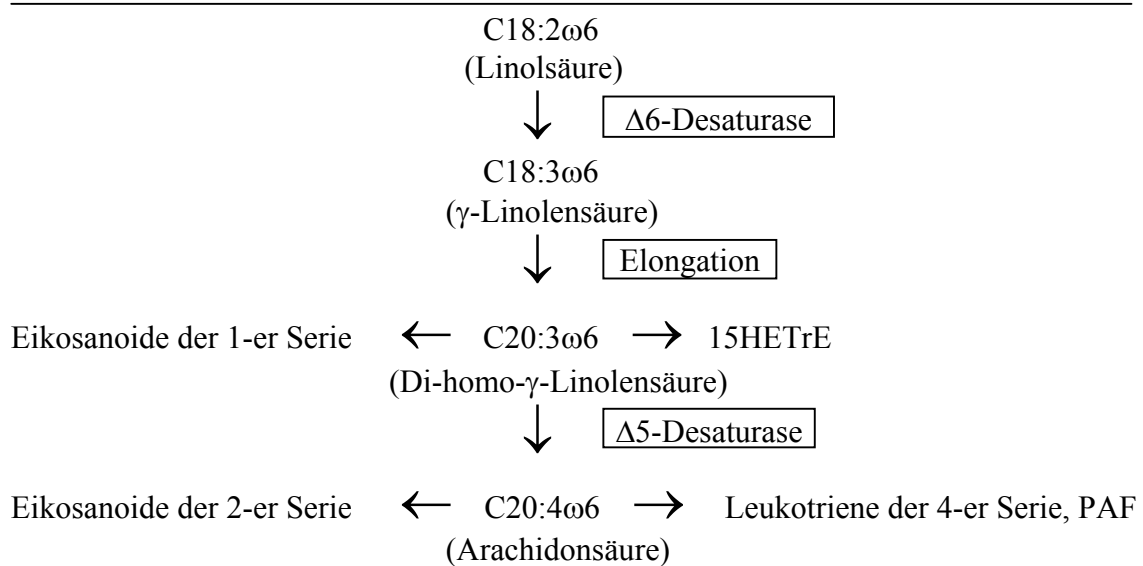 C18:2ω6
(Linolsäure)
↓ Δ6-Desaturase
C18:3ω6
(γ-Linolensäure)
↓ Elongation
Eikosanoide der 1-er Serie ← C20:3ω6 → 15HETrE
(Di-homo-γ-Linolensäure)
↓ Δ5-Desaturase
Eikosanoide der 2-er Serie ← C20:4ω6 → Leukotriene der 4-er Serie, PAF
(Arachidonsäure)